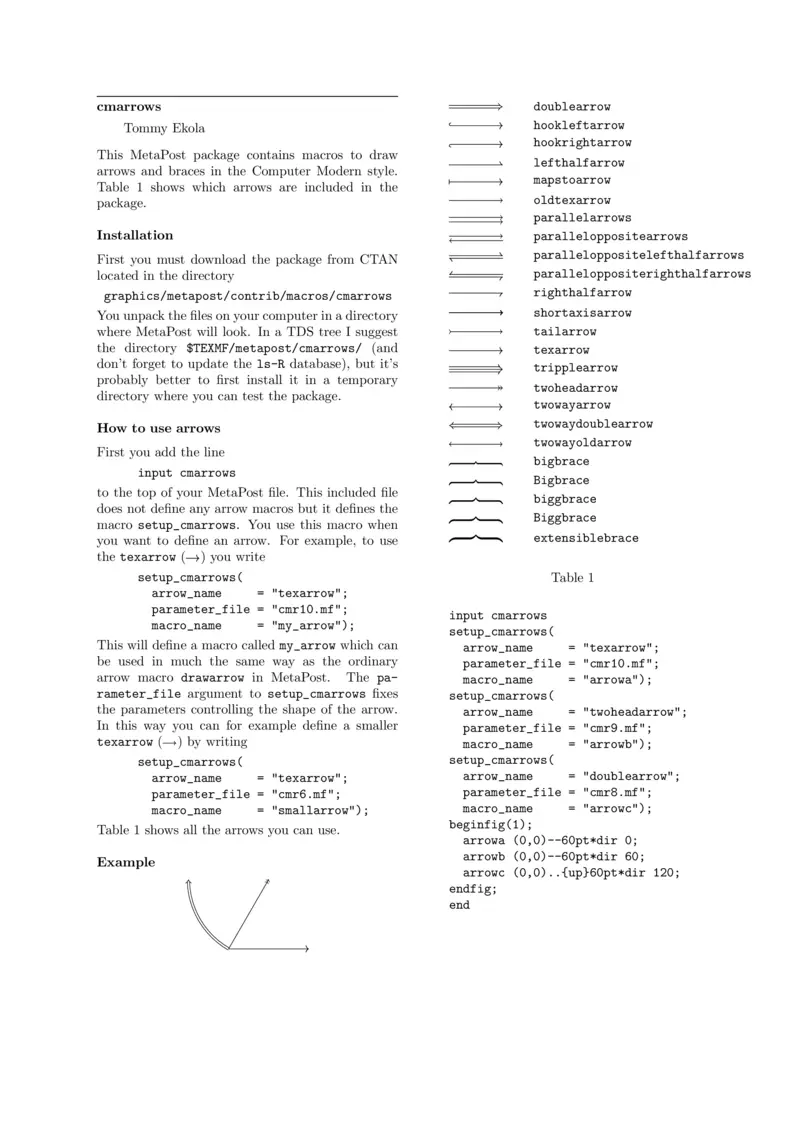 cmarrows
Tommy Ekola
This MetaPost package contains macros to draw
arrows and braces in the Computer Modern style.
Table 1 shows which arrows are included in the
package.
Installation
First you must download the package from CTAN
located in the directory
graphics/metapost/contrib/macros/cmarrows
You unpack the files on your computer in a directory
where MetaPost will look. In a TDS tree I suggest
the directory $TEXMF/metapost/cmarrows/ (and
don't forget to update the ls-R database), but it's
probably better to first install it in a temporary
directory where you can test the package.
How to use arrows
First you add the line
input cmarrows
to the top of your MetaPost file. This included file
does not define any arrow macros but it defines the
macro setup_cmarrows. You use this macro when
you want to define an arrow. For example, to use
the texarrow (→) you write
setup_cmarrows(
arrow_name = "texarrow";
parameter_file = "cmr10.mf";
macro_name = "my_arrow");
This will define a macro called my_arrow which can
be used in much the same way as the ordinary
arrow macro drawarrow in MetaPost. The pa-
rameter_file argument to setup_cmarrows fixes
the parameters controlling the shape of the arrow.
In this way you can for example define a smaller
texarrow (→) by writing
setup_cmarrows(
arrow_name = "texarrow";
parameter_file = "cmr6.mf";
macro_name = "smallarrow");
Table 1 shows all the arrows you can use.
Example
doublearrow
hookleftarrow
hookrightarrow
lefthalfarrow
mapstoarrow
oldtexarrow
parallelarrows
paralleloppositearrows
paralleloppositelefthalfarrows
paralleloppositerighthalfarrows
righthalfarrow
shortaxisarrow
tailarrow
texarrow
tripplearrow
twoheadarrow
twowayarrow
twowaydoublearrow
twowayoldarrow
bigbrace
Bigbrace
biggbrace
Biggbrace
extensiblebrace
Table 1
input cmarrows
setup_cmarrows(
arrow_name = "texarrow";
parameter_file = "cmr10.mf";
macro_name = "arrowa");
setup_cmarrows(
arrow_name = "twoheadarrow";
parameter_file = "cmr9.mf";
macro_name = "arrowb");
setup_cmarrows(
arrow_name = "doublearrow";
parameter_file = "cmr8.mf";
macro_name = "arrowc");
beginfig(1);
arrowa (0,0)--60pt*dir 0;
arrowb (0,0)--60pt*dir 60;
arrowc (0,0)..{up}60pt*dir 120;
endfig;
end